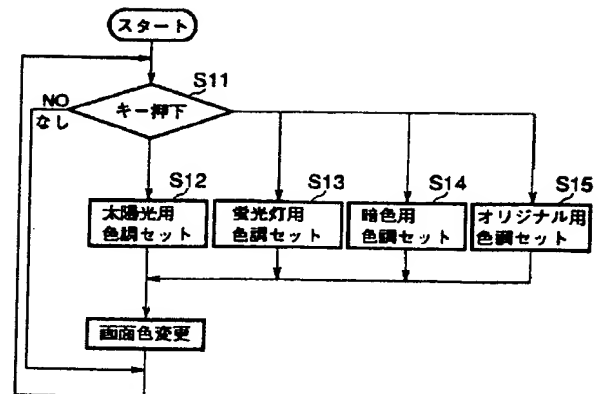 スタート
S11
キー押下
NO
なし
S12
太陽光用
色調セット
S13
蛍光灯用
色調セット
S14
暗色用
色調セット
S15
オリジナル用
色調セット
画面色変更